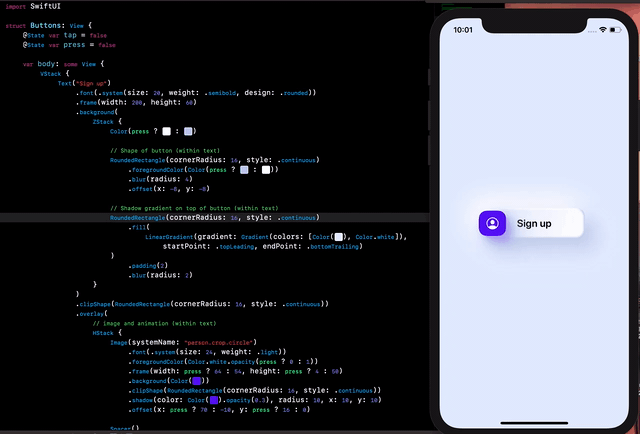 import SwiftUI
struct Buttons: View {
@State var tap = false
@State var press = false
var body: some View {
VStack {
Text("Sign up")
.font(.system(size: 20, weight: .semibold, design: .rounded))
.frame(width: 200, height: 60)
.background(
ZStack {
Color(press ? : )
// Shape of button (within text)
RoundedRectangle(cornerRadius: 16, style: .continuous)
.foregroundColor(Color(press ? : ))
.blur(radius: 4)
.offset(x: -8, y: -8)
// Shadow gradient on top of button (within text)
RoundedRectangle(cornerRadius: 16, style: .continuous)
.fill(
LinearGradient(gradient: Gradient(colors: [Color( ), Color.white]),
startPoint: .topLeading, endPoint: .bottomTrailing)
)
.padding(2)
.blur(radius: 2)
}
)
.clipShape(RoundedRectangle(cornerRadius: 16, style: .continuous))
.overlay(
// image and animation (within text)
HStack {
Image(systemName: "person.crop.circle")
.font(.system(size: 24, weight: .light))
.foregroundColor(Color.white.opacity(press ? 0 : 1))
.frame(width: press ? 64 : 54, height: press ? 4 : 50)
.background(Color( ))
.clipShape(RoundedRectangle(cornerRadius: 16, style: .continuous))
.shadow(color: Color( ).opacity(0.3), radius: 10, x: 10, y: 10)
.offset(x: press ? 70 : -10, y: press ? 16 : 0)
Spacer()
10:01
Sign up